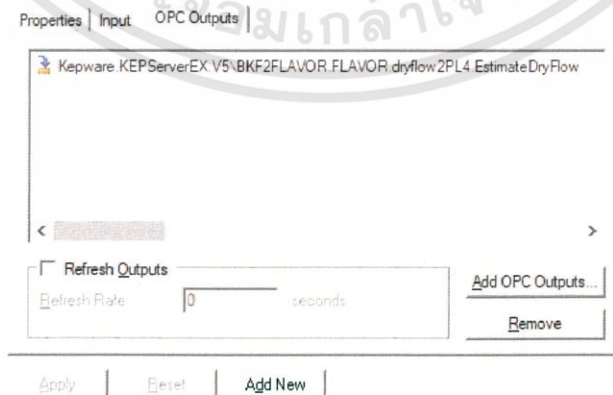 Properties Input OPC Outputs
Kepware.KEPServerEX.V5\BKF2FLAVOR.FLAVOR.dryflow2PL4.EstimateDryFlow
Refresh Outputs
Refresh Rate 0 seconds
Add OPC Outputs...
Remove
Apply Reset Add New